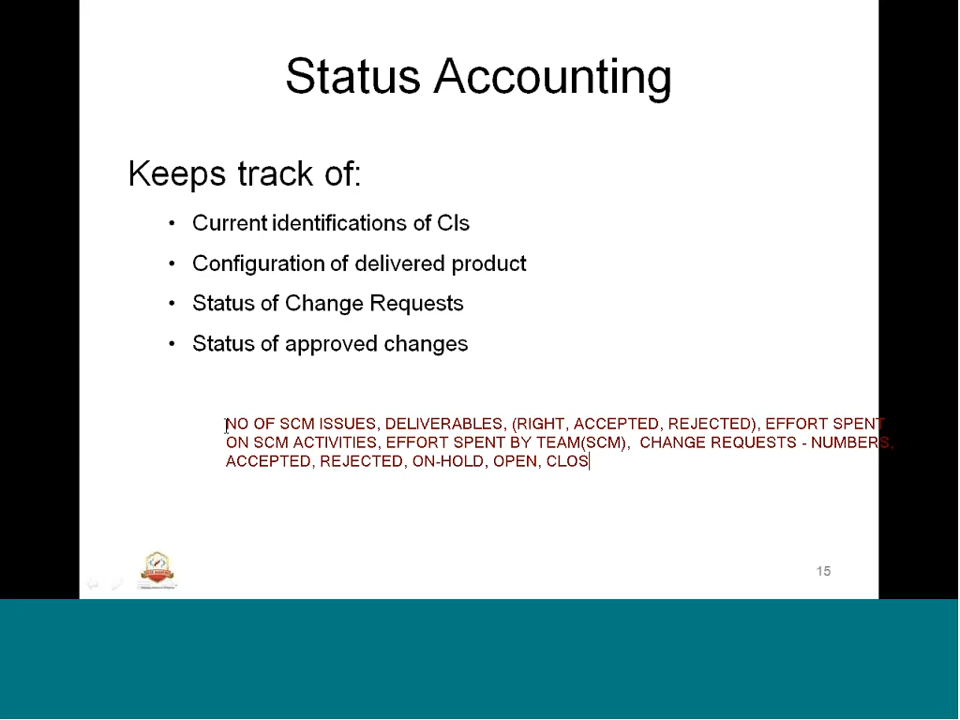 Status Accounting
Keeps track of:
• Current identifications of CIs
• Configuration of delivered product
• Status of Change Requests
• Status of approved changes
NO OF SCM ISSUES, DELIVERABLES, (RIGHT, ACCEPTED, REJECTED), EFFORT SPENT
ON SCM ACTIVITIES, EFFORT SPENT BY TEAM(SCM), CHANGE REQUESTS - NUMBERS,
ACCEPTED, REJECTED, ON-HOLD, OPEN, CLOS
15